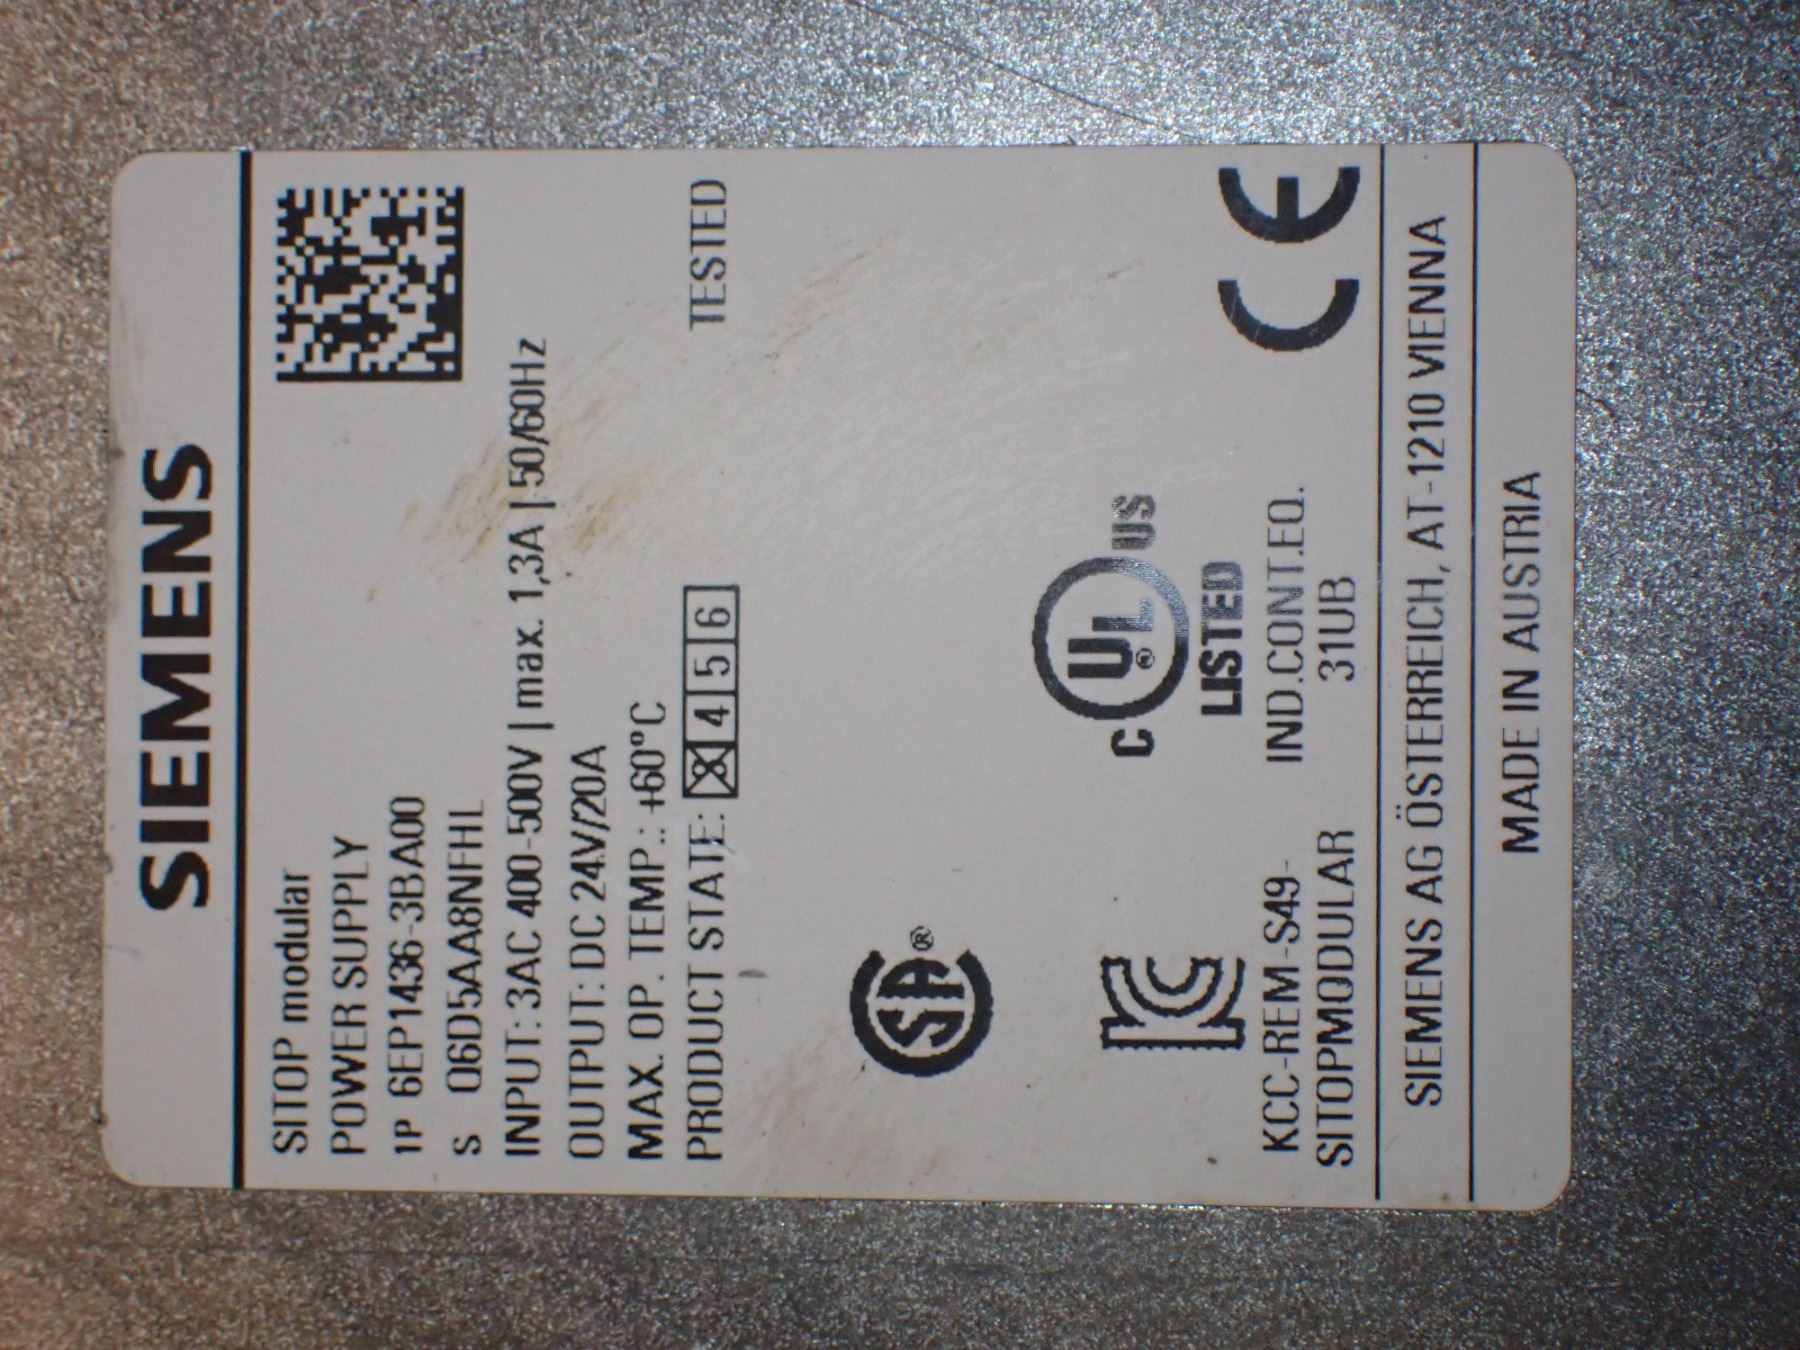 SIEMENS
SITOP modular
POWER SUPPLY
1P 6EP1436-3BA00
S Q6D5AA8NFHL
INPUT: 3AC 400-500V | max. 1,3A | 50/60Hz
OUTPUT: DC 24V/20A
MAX. OP. TEMP.: +60°C
PRODUCT STATE: X 4 5 6 TESTED
SA®
C UL® US
LISTED
KCC-REM-S49- IND.CONT.EQ.
SITOPMODULAR 31UB
CE
SIEMENS AG ÖSTERREICH, AT-1210 VIENNA
MADE IN AUSTRIA